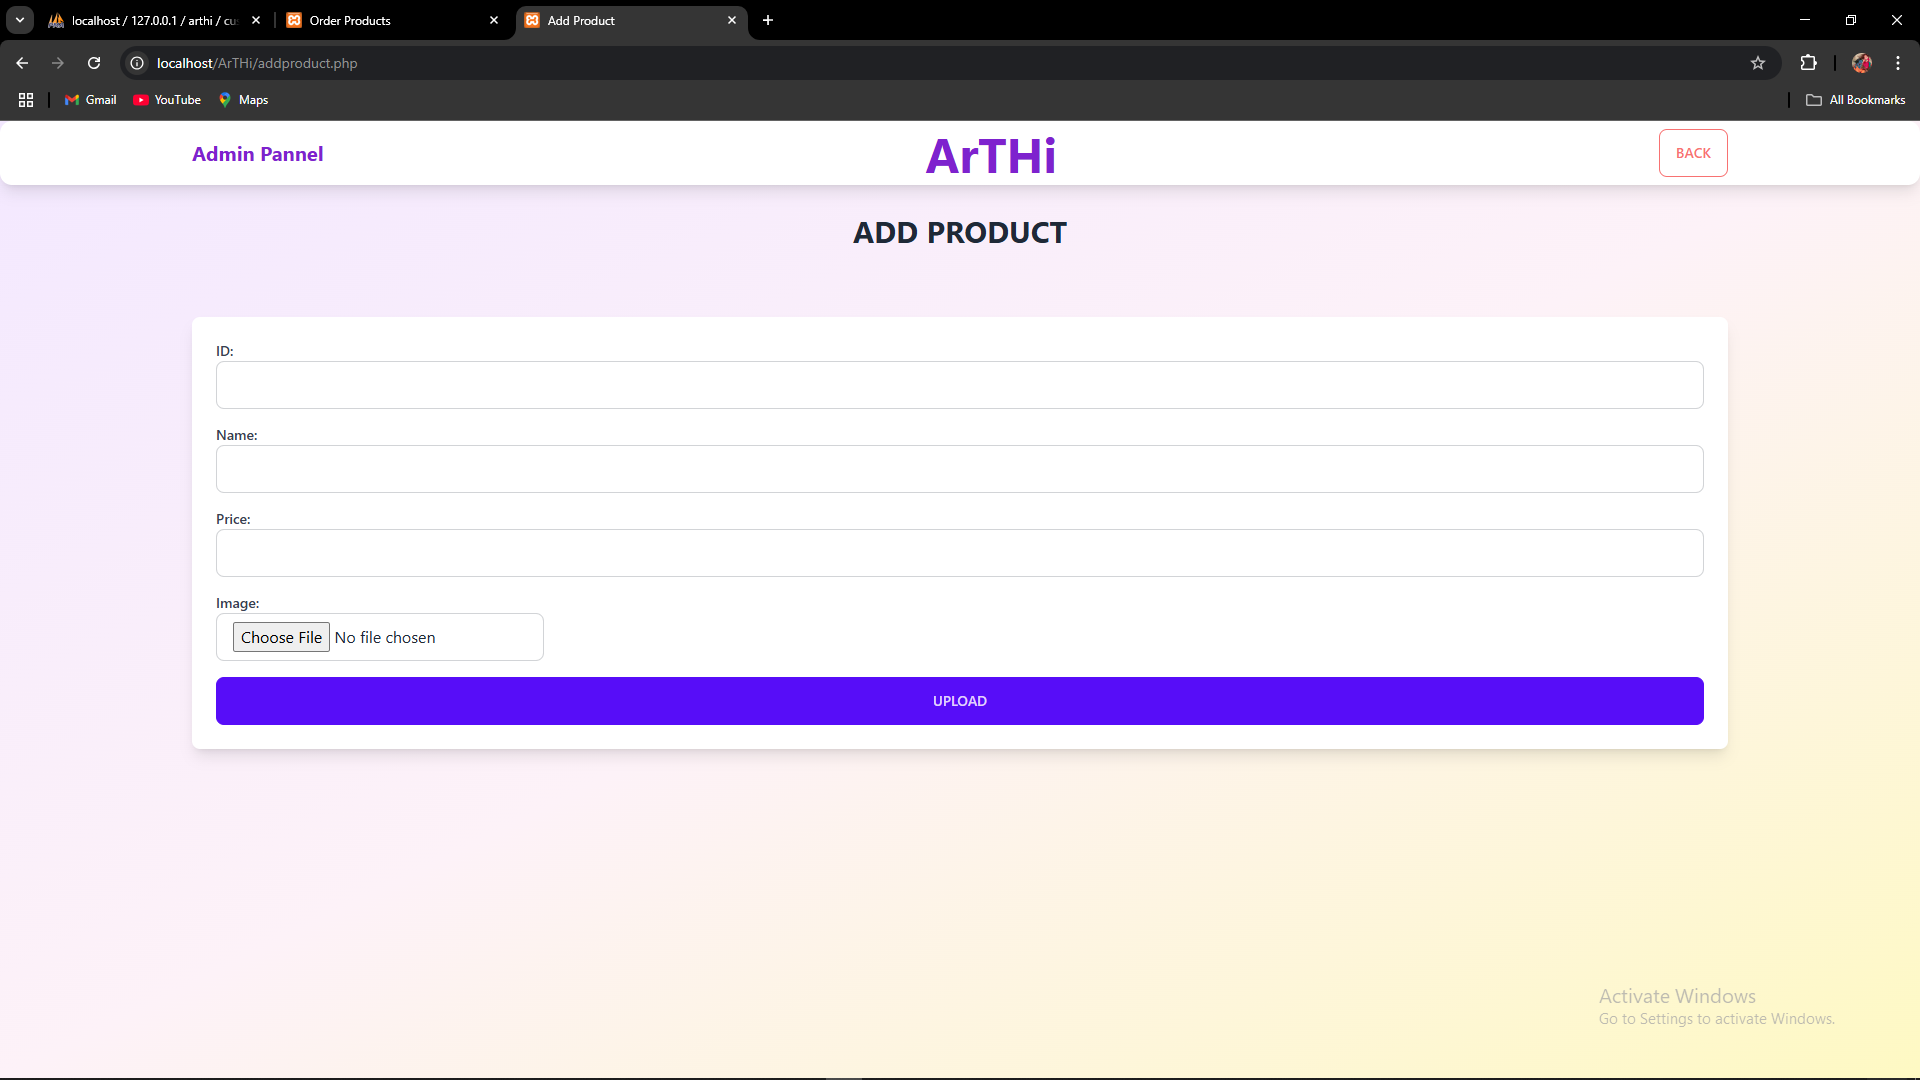 localhost / 127.0.0.1 / arthi / cu
Order Products
Add Product
localhost/ArTHi/addproduct.php
Gmail
YouTube
Maps
All Bookmarks
Admin Pannel
ArTHi
BACK
ADD PRODUCT
ID:
Name:
Price:
Image:
Choose File No file chosen
UPLOAD
Activate Windows
Go to Settings to activate Windows.